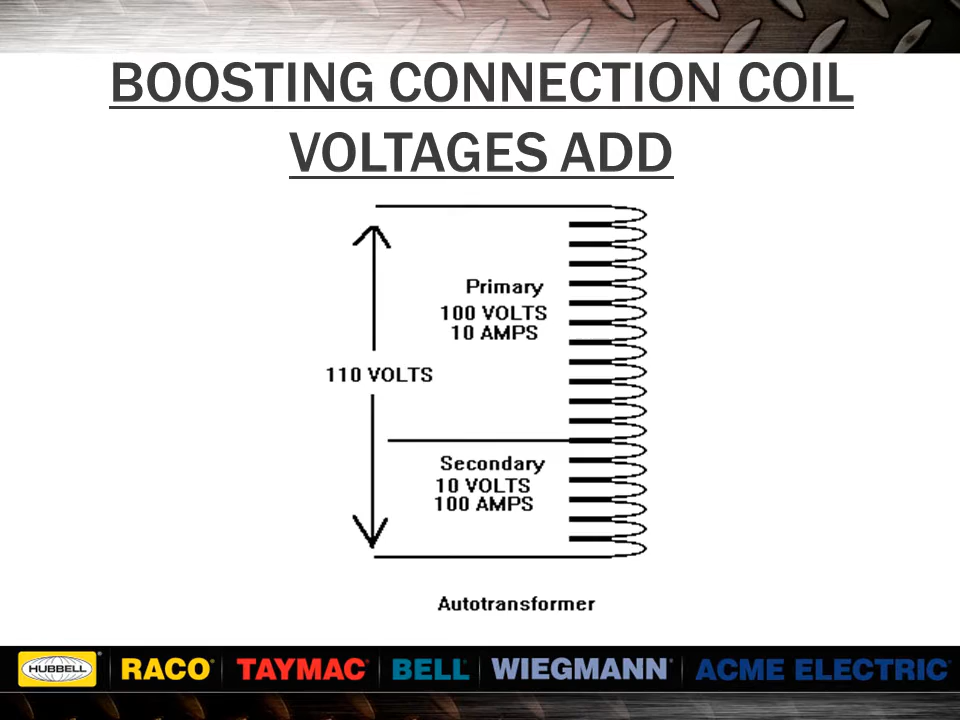 BOOSTING CONNECTION COIL
VOLTAGES ADD
Primary
100 VOLTS
10 AMPS
110 VOLTS
Secondary
10 VOLTS
100 AMPS
Autotransformer
HUBBELL® RACO® TAYMAC® BELL® WIEGMANN® ACME ELECTRIC®